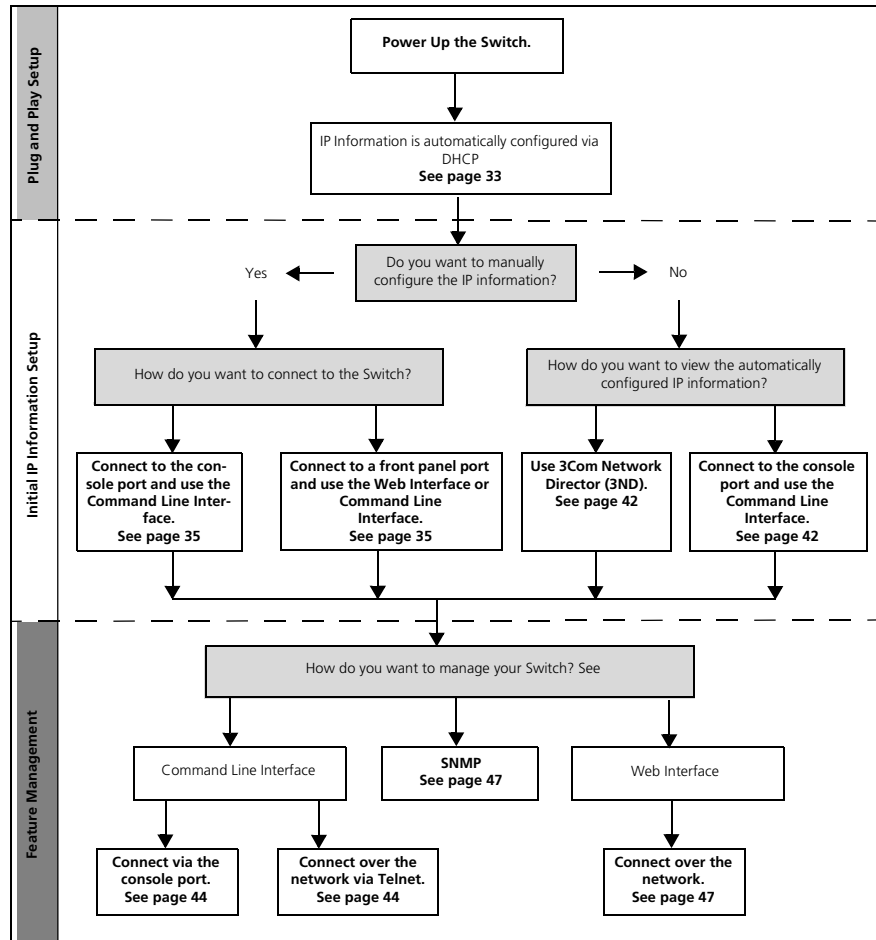 Plug and Play Setup
Power Up the Switch.
IP Information is automatically configured via
DHCP
See page 33
Initial IP Information Setup
Do you want to manually
configure the IP information?
Yes
No
How do you want to connect to the Switch?
How do you want to view the automatically
configured IP information?
Connect to the con-
sole port and use the
Command Line Inter-
face.
See page 35
Connect to a front panel port
and use the Web Interface or
Command Line
Interface.
See page 35
Use 3Com Network
Director (3ND).
See page 42
Connect to the console
port and use the
Command Line
Interface.
See page 42
Feature Management
How do you want to manage your Switch? See
Command Line Interface
SNMP
See page 47
Web Interface
Connect via the
console port.
See page 44
Connect over the
network via Telnet.
See page 44
Connect over the
network.
See page 47